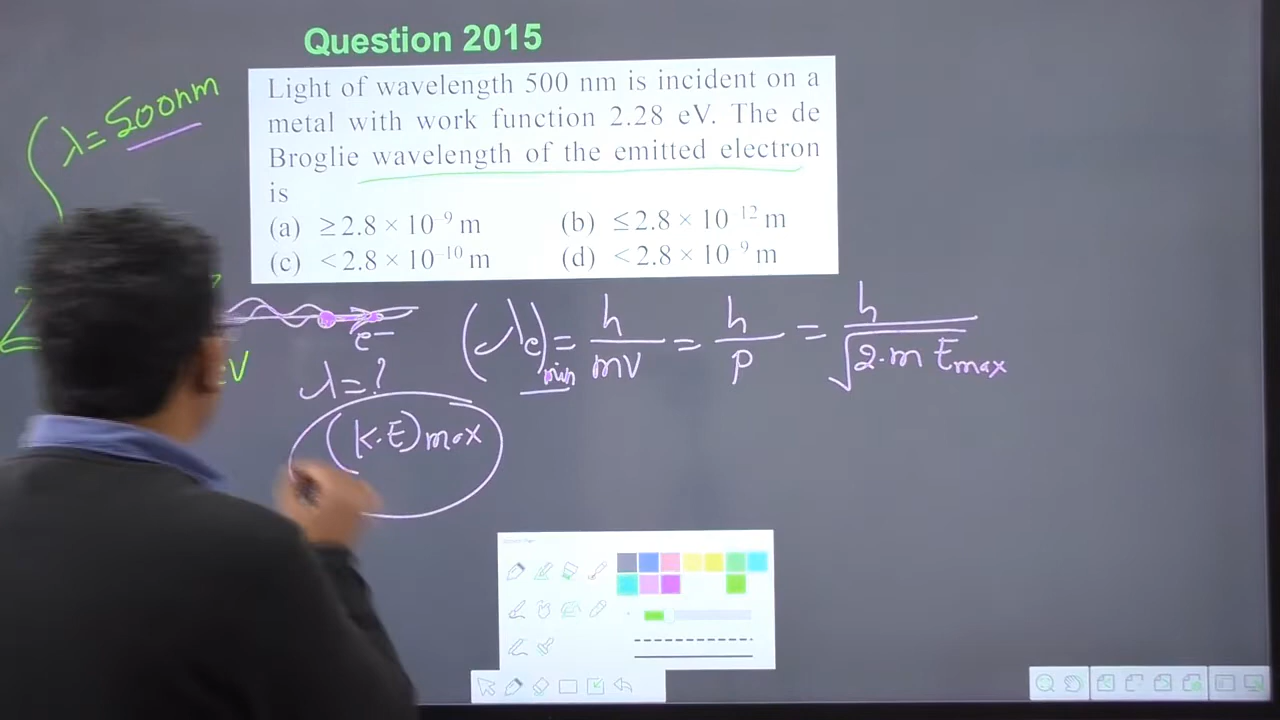 Question 2015
Light of wavelength 500 nm is incident on a
metal with work function 2.28 eV. The de
Broglie wavelength of the emitted electron
is
(a) ≥ 2.8 × 10⁻⁹ m (b) ≤ 2.8 × 10⁻¹² m
(c) < 2.8 × 10⁻¹⁰ m (d) < 2.8 × 10⁻⁹ m
λ = 500nm
e⁻
eV
λ = ?
(K.E)max
(λe)min = h/mv = h/p = h/√2.m Emax